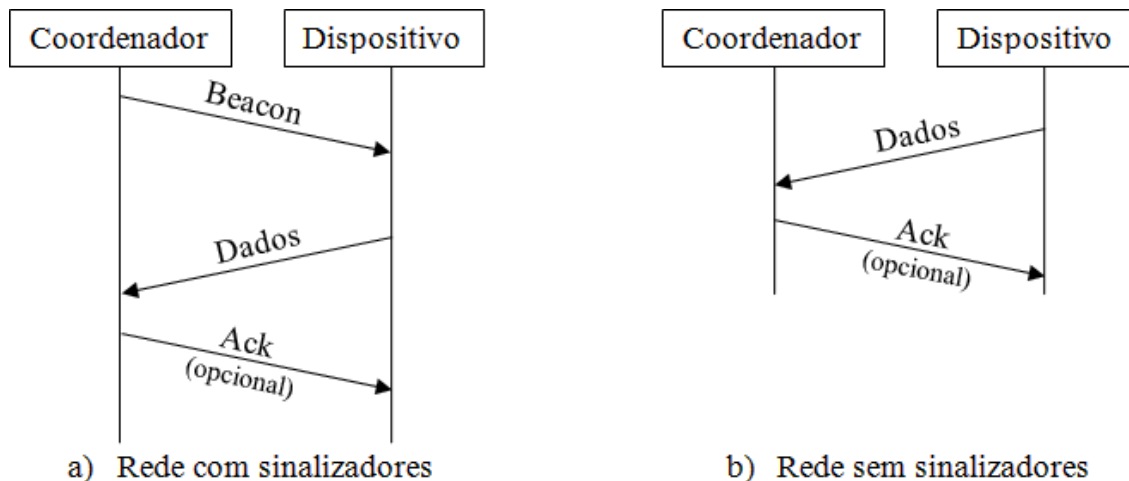 Coordenador
Dispositivo
Beacon
Dados
Ack
(opcional)
a) Rede com sinalizadores
Coordenador
Dispositivo
Dados
Ack
(opcional)
b) Rede sem sinalizadores